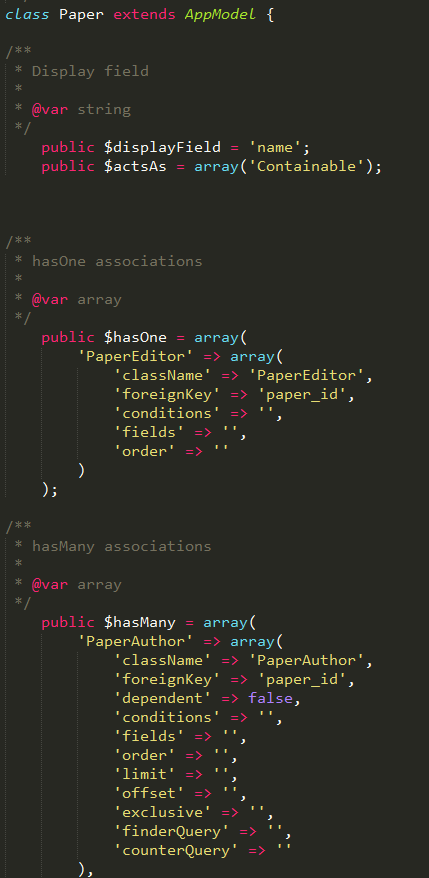 class Paper extends AppModel {
/**
 * Display field
 *
 * @var string
 */
    public $displayField = 'name';
    public $actsAs = array('Containable');
/**
 * hasOne associations
 *
 * @var array
 */
    public $hasOne = array(
        'PaperEditor' => array(
            'className' => 'PaperEditor',
            'foreignKey' => 'paper_id',
            'conditions' => '',
            'fields' => '',
            'order' => ''
        )
    );
/**
 * hasMany associations
 *
 * @var array
 */
    public $hasMany = array(
        'PaperAuthor' => array(
            'className' => 'PaperAuthor',
            'foreignKey' => 'paper_id',
            'dependent' => false,
            'conditions' => '',
            'fields' => '',
            'order' => '',
            'limit' => '',
            'offset' => '',
            'exclusive' => '',
            'finderQuery' => '',
            'counterQuery' => ''
        ),